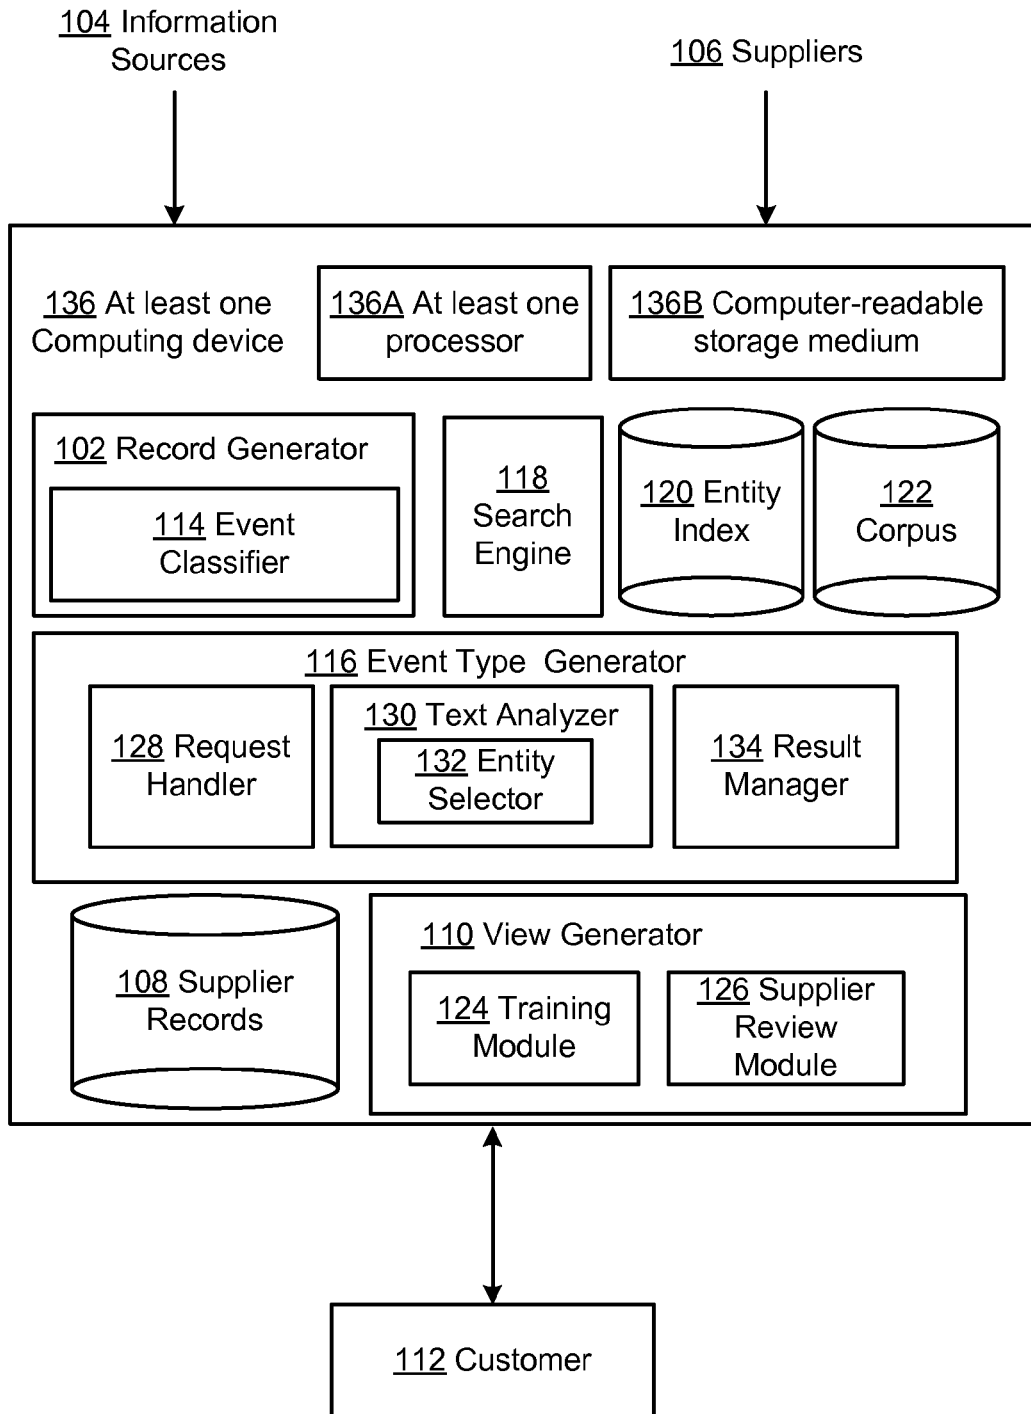 104 Information
Sources
106 Suppliers
136 At least one
Computing device
136A At least one
processor
136B Computer-readable
storage medium
102 Record Generator
114 Event
Classifier
118
Search
Engine
120 Entity
Index
122
Corpus
116 Event Type Generator
128 Request
Handler
130 Text Analyzer
132 Entity
Selector
134 Result
Manager
108 Supplier
Records
110 View Generator
124 Training
Module
126 Supplier
Review
Module
112 Customer